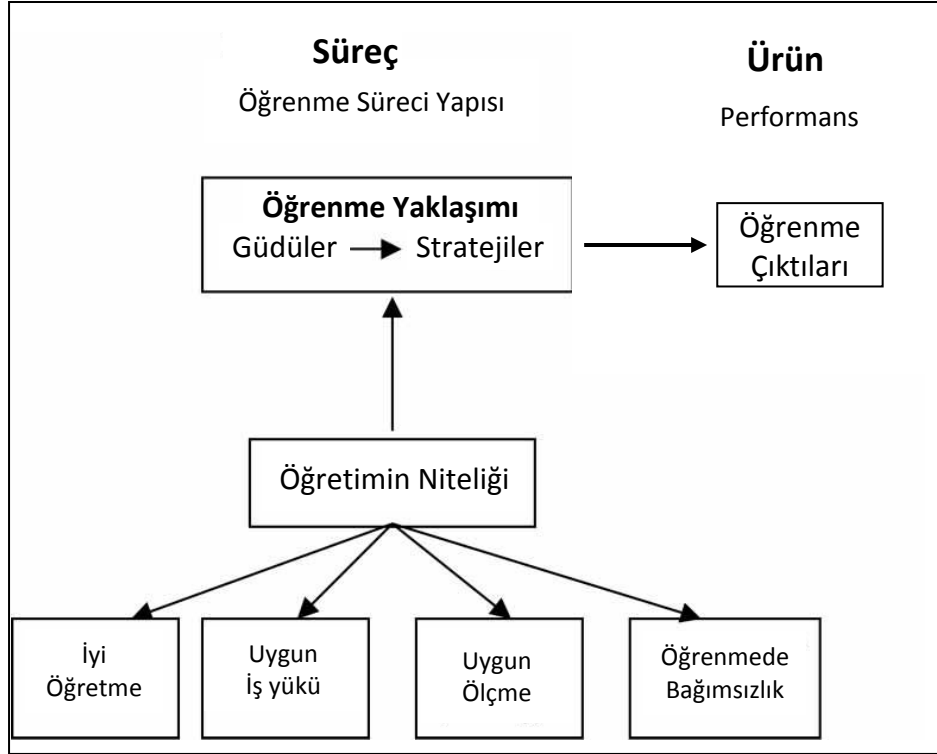 Süreç
Öğrenme Süreci Yapısı
Ürün
Performans
Öğrenme Yaklaşımı
Güdüler Stratejiler
Öğrenme
Çıktıları
Öğretimin Niteliği
İyi
Öğretme
Uygun
İş yükü
Uygun
Ölçme
Öğrenmede
Bağımsızlık